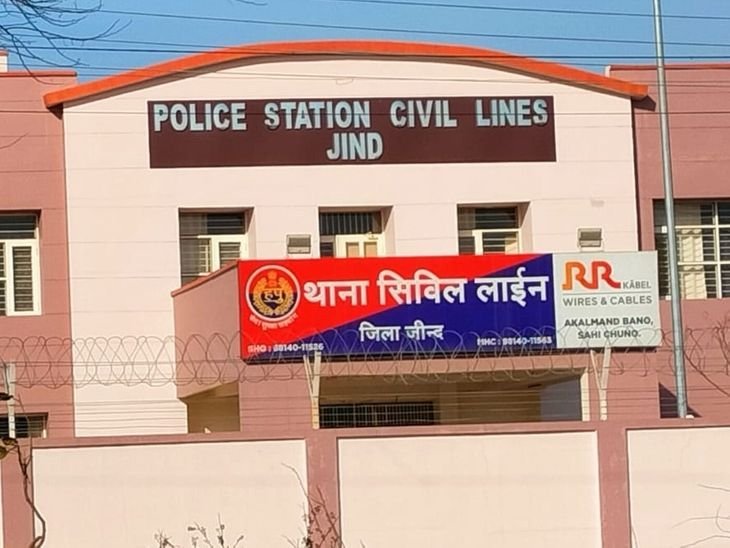 POLICE STATION CIVIL LINES
JIND
थाना सिविल लाईन
जिला जीन्द
SHO : 88140-11526
MHC : 88140-11563
RR KABEL
WIRES & CABLES
AKALMAND BANO,
SAHI CHUNO.
ह पु